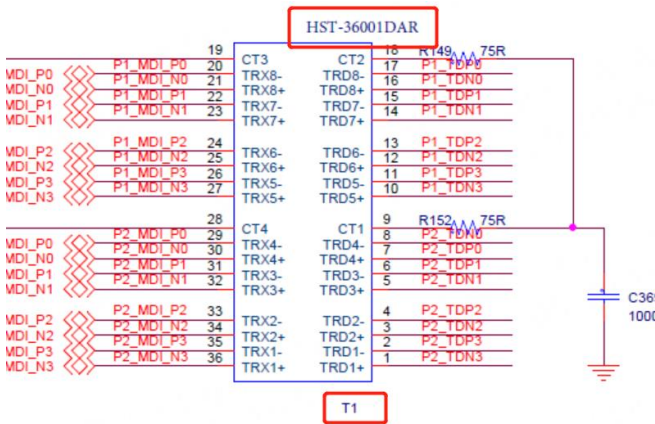 HST-36001DAR
19 CT3 CT2 18 R149 75R
MDI_P0 P1_MDI_P0 20 TRX8- TRD8- 17 P1_TDP0
MDI_N0 P1_MDI_N0 21 TRX8+ TRD8+ 16 P1_TDN0
MDI_P1 P1_MDI_P1 22 TRX7- TRD7- 15 P1_TDP1
MDI_N1 P1_MDI_N1 23 TRX7+ TRD7+ 14 P1_TDN1
MDI_P2 P1_MDI_P2 24 TRX6- TRD6- 13 P1_TDP2
MDI_N2 P1_MDI_N2 25 TRX6+ TRD6+ 12 P1_TDN2
MDI_P3 P1_MDI_P3 26 TRX5- TRD5- 11 P1_TDP3
MDI_N3 P1_MDI_N3 27 TRX5+ TRD5+ 10 P1_TDN3
28 CT4 CT1 9 R152 75R
MDI_P0 P2_MDI_P0 29 TRX4- TRD4- 8 P2_TDN0
MDI_N0 P2_MDI_N0 30 TRX4+ TRD4+ 7 P2_TDP0
MDI_P1 P2_MDI_P1 31 TRX3- TRD3- 6 P2_TDP1
MDI_N1 P2_MDI_N1 32 TRX3+ TRD3+ 5 P2_TDN1
MDI_P2 P2_MDI_P2 33 TRX2- TRD2- 4 P2_TDP2
MDI_N2 P2_MDI_N2 34 TRX2+ TRD2+ 3 P2_TDN2
MDI_P3 P2_MDI_P3 35 TRX1- TRD1- 2 P2_TDP3
MDI_N3 P2_MDI_N3 36 TRX1+ TRD1+ 1 P2_TDN3
T1